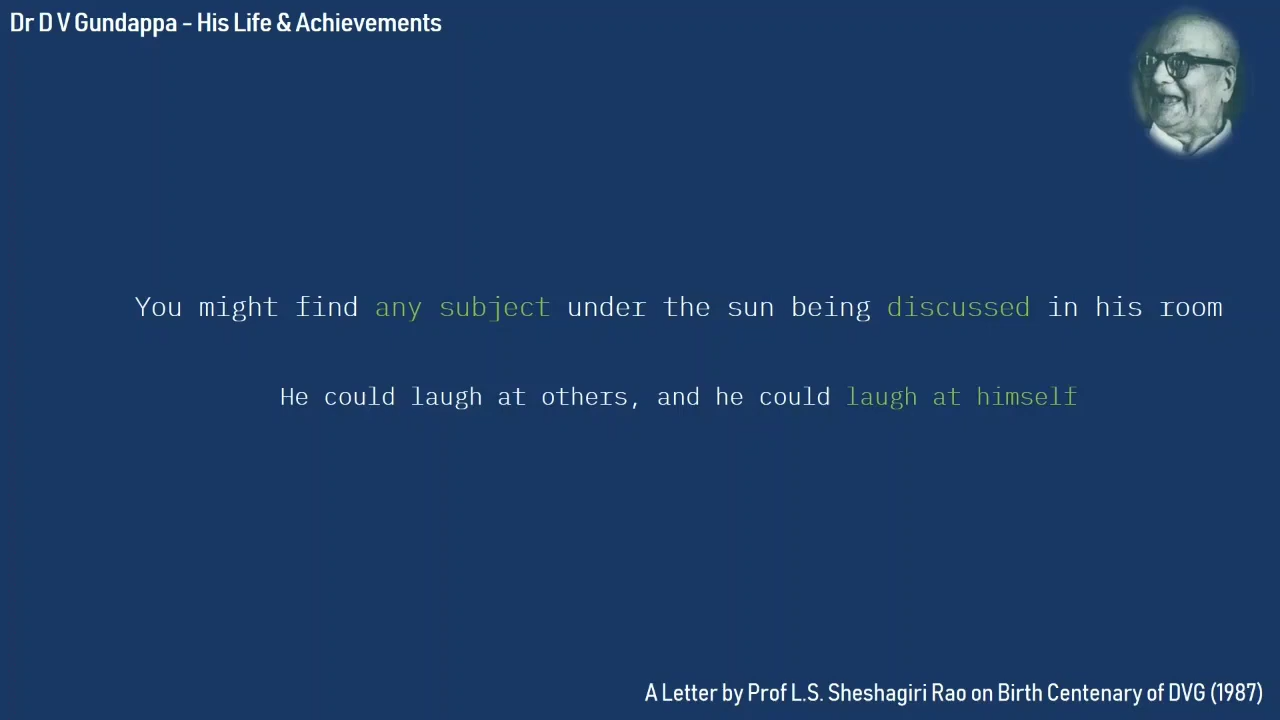 Dr D V Gundappa - His Life & Achievements
You might find any subject under the sun being discussed in his room
He could laugh at others, and he could laugh at himself
A Letter by Prof L.S. Sheshagiri Rao on Birth Centenary of DVG (1987)